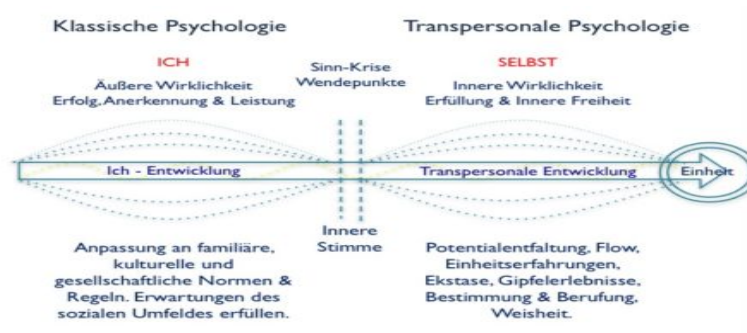 Klassische Psychologie
Transpersonale Psychologie
ICH
Äußere Wirklichkeit
Erfolg, Anerkennung & Leistung
Sinn-Krise
Wendepunkte
SELBST
Innere Wirklichkeit
Erfüllung & Innere Freiheit
Ich - Entwicklung
Transpersonale Entwicklung
Einheit
Anpassung an familiäre,
kulturelle und
gesellschaftliche Normen &
Regeln. Erwartungen des
sozialen Umfeldes erfüllen.
Innere
Stimme
Potentialentfaltung, Flow,
Einheitserfahrungen,
Ekstase, Gipfelerlebnisse,
Bestimmung & Berufung,
Weisheit.